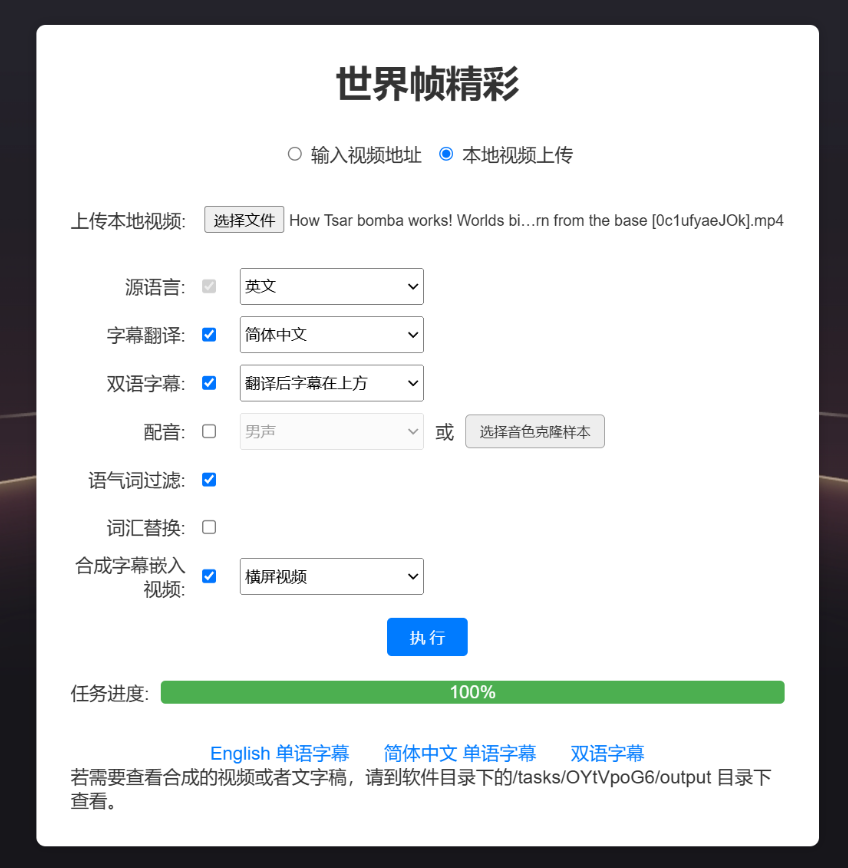 世界帧精彩
输入视频地址 本地视频上传
上传本地视频: 选择文件 How Tsar bomba works! Worlds bi...rn from the base [0c1ufyaeJOk].mp4
源语言: 英文
字幕翻译: 简体中文
双语字幕: 翻译后字幕在上方
配音: 男声 或 选择音色克隆样本
语气词过滤:
词汇替换:
合成字幕嵌入
视频: 横屏视频
执行
任务进度: 100%
English 单语字幕 简体中文 单语字幕 双语字幕
若需要查看合成的视频或者文字稿，请到软件目录下的/tasks/OYtVpoG6/output 目录下
查看。